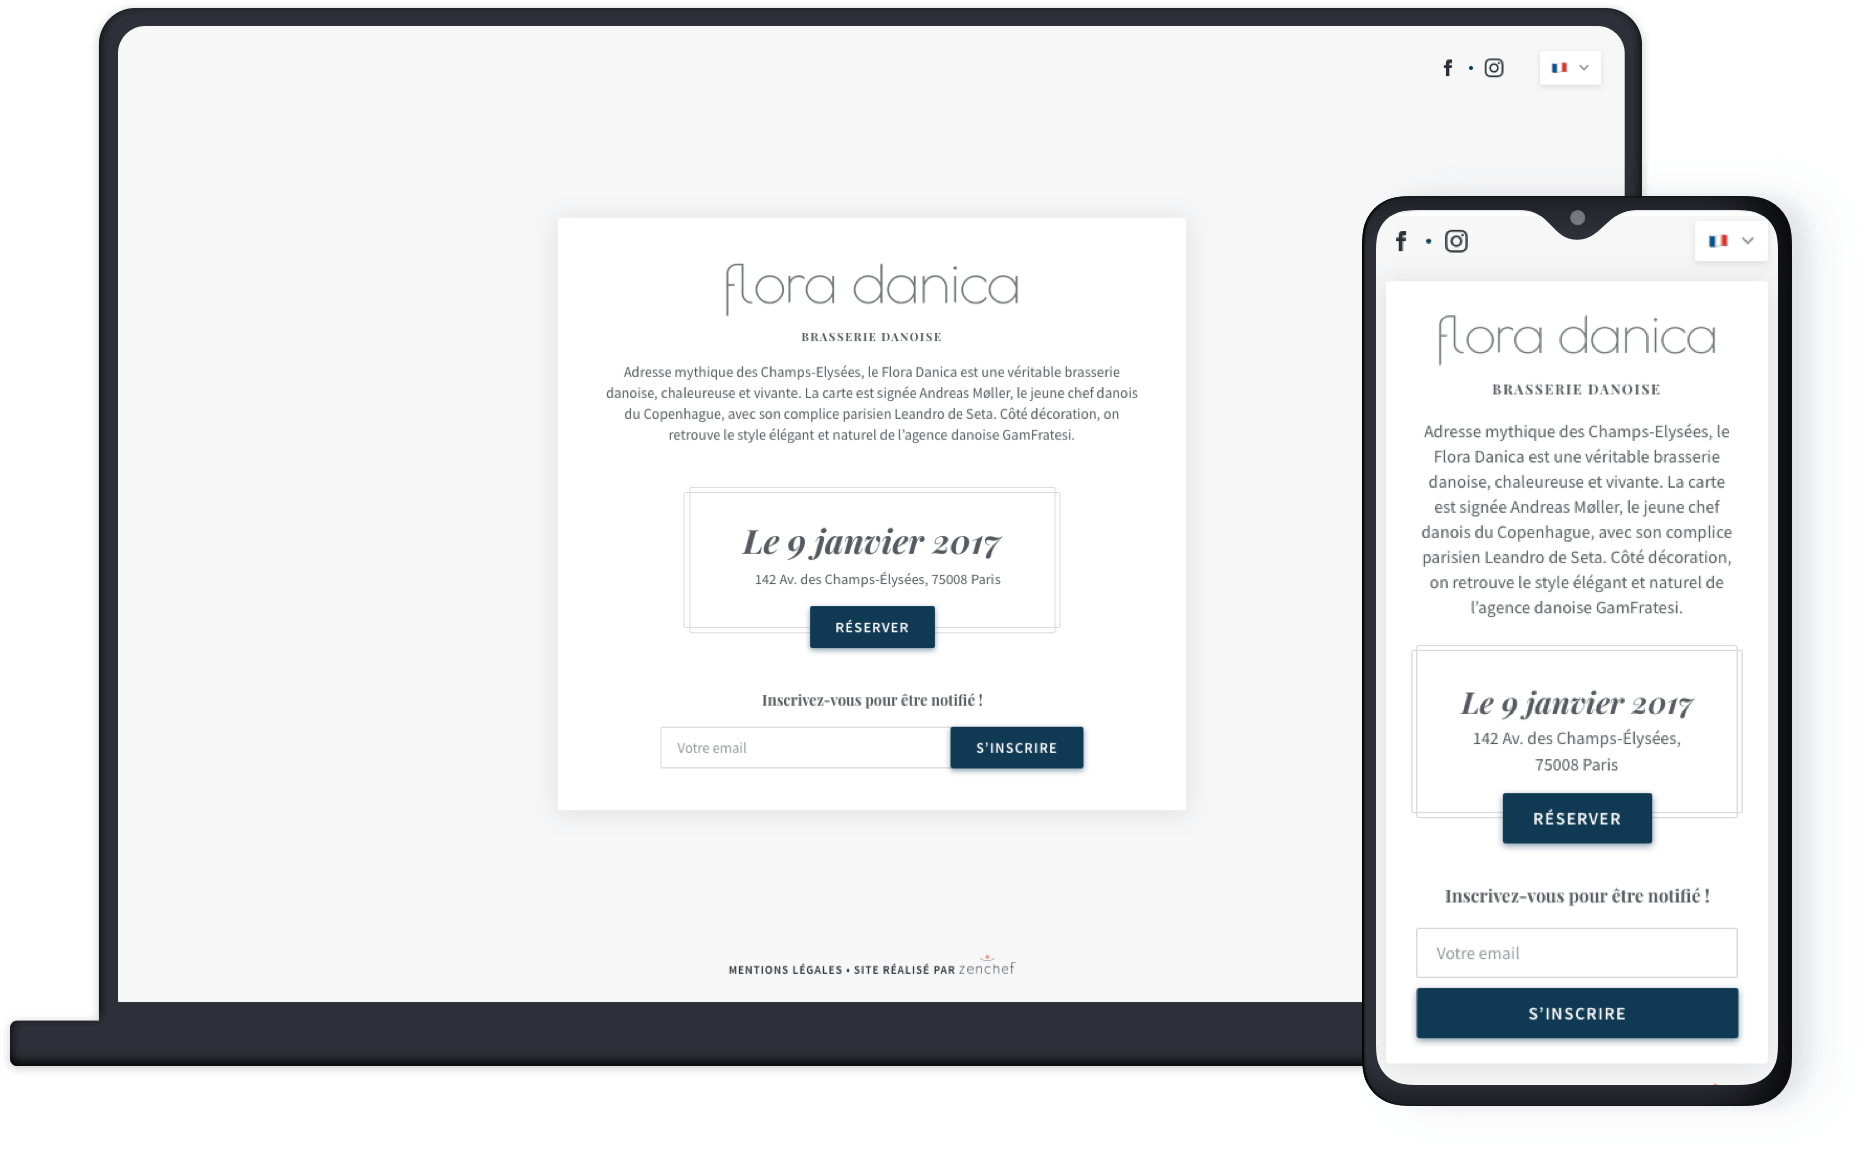 flora danica
BRASSERIE DANOISE
Adresse mythique des Champs-Elysées, le Flora Danica est une véritable brasserie
danoise, chaleureuse et vivante. La carte est signée Andreas Møller, le jeune chef danois
du Copenhague, avec son complice parisien Leandro de Seta. Côté décoration, on
retrouve le style élégant et naturel de l’agence danoise GamFratesi.
Le 9 janvier 2017
142 Av. des Champs-Élysées, 75008 Paris
RÉSERVER
Inscrivez-vous pour être notifié !
Votre email
S’INSCRIRE
MENTIONS LÉGALES • SITE RÉALISÉ PAR zenchef
flora danica
BRASSERIE DANOISE
Adresse mythique des Champs-Elysées, le
Flora Danica est une véritable brasserie
danoise, chaleureuse et vivante. La carte
est signée Andreas Møller, le jeune chef
danois du Copenhague, avec son complice
parisien Leandro de Seta. Côté décoration,
on retrouve le style élégant et naturel de
l’agence danoise GamFratesi.
Le 9 janvier 2017
142 Av. des Champs-Élysées,
75008 Paris
RÉSERVER
Inscrivez-vous pour être notifié !
Votre email
S’INSCRIRE